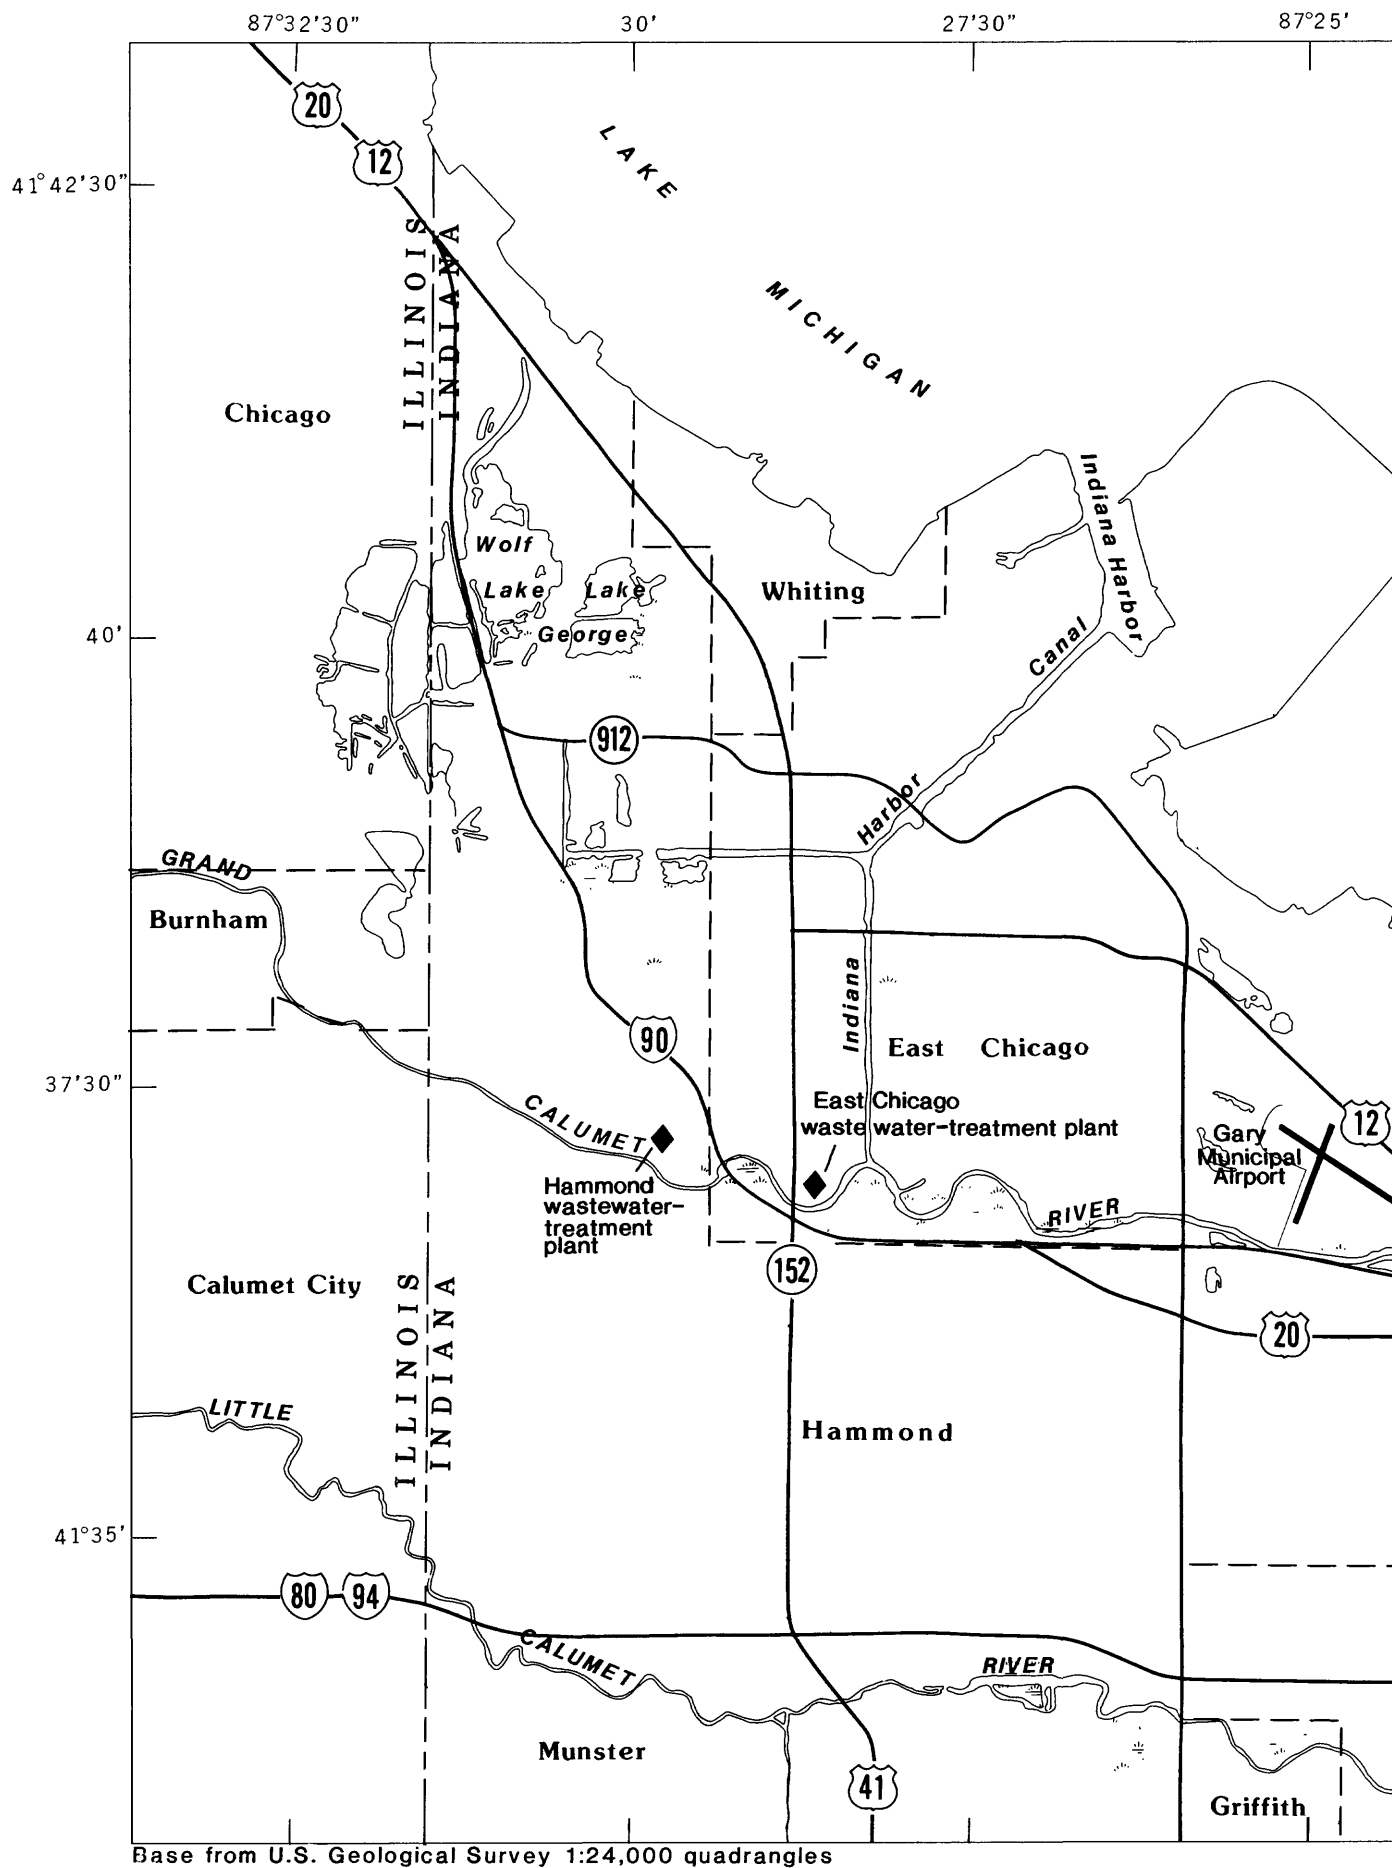 87°32'30" 30' 27'30" 87°25'
20
12
LAKE
41°42'30"
ILLINOIS
INDIANA
MICHIGAN
Chicago
Indiana Harbor
Wolf
Lake
Lake
George
Whiting
40'
Canal
912
Harbor
GRAND
Burnham
Indiana
90
East Chicago
37'30"
CALUMET
East Chicago
waste water-treatment plant
12
Gary
Municipal
Airport
Hammond
wastewater-
treatment
plant
RIVER
152
Calumet City
ILLINOIS
INDIANA
20
LITTLE
Hammond
41°35'
80 94
CALUMET
RIVER
Munster
41
Griffith
Base from U.S. Geological Survey 1:24,000 quadrangles